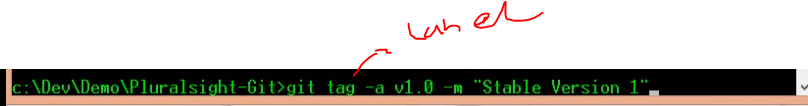 label
c:\Dev\Demo\Pluralsight-Git>git tag -a v1.0 -m "Stable Version 1"_